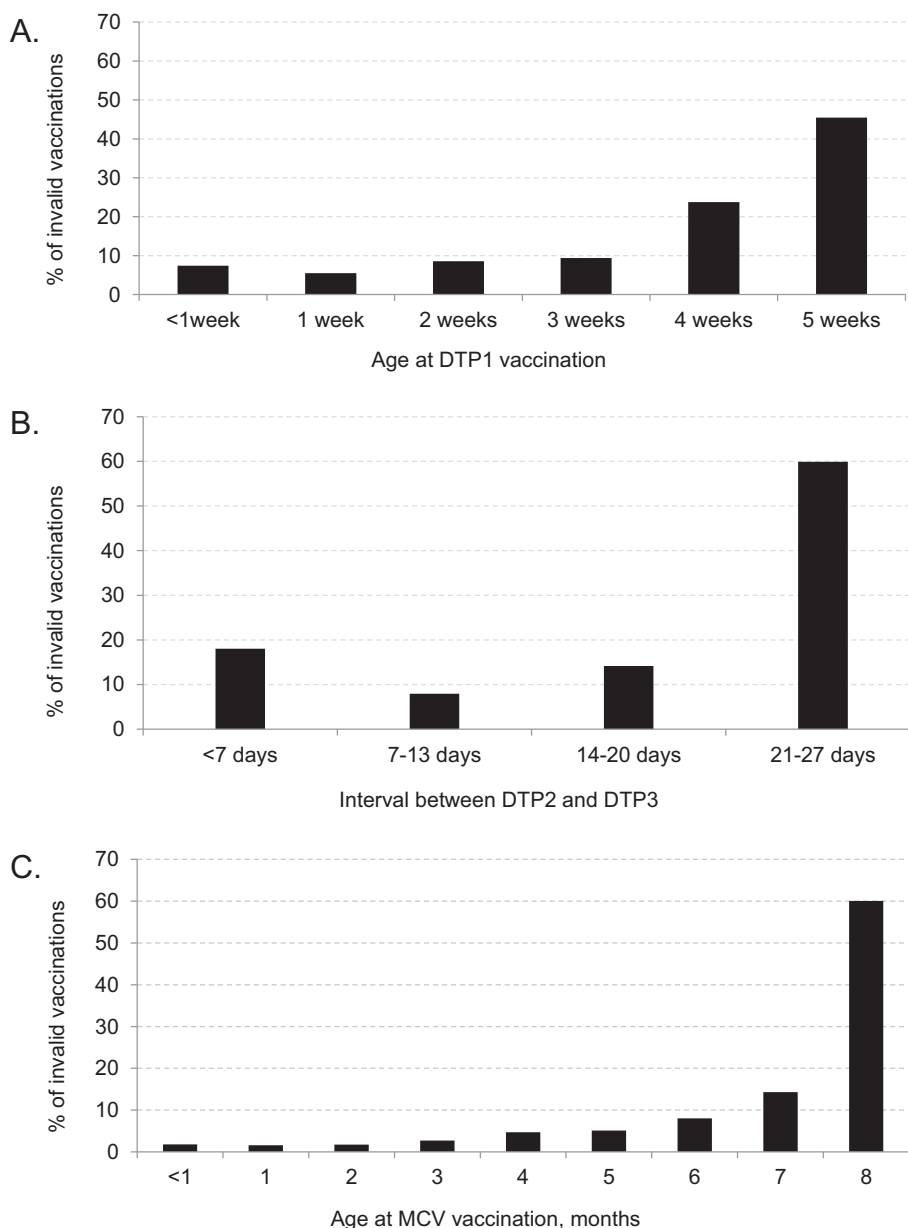 A.
% of invalid vaccinations
70
60
50
40
30
20
10
0
<1week 1 week 2 weeks 3 weeks 4 weeks 5 weeks
Age at DTP1 vaccination
B.
% of invalid vaccinations
70
60
50
40
30
20
10
0
<7 days 7-13 days 14-20 days 21-27 days
Interval between DTP2 and DTP3
C.
% of invalid vaccinations
70
60
50
40
30
20
10
0
<1 1 2 3 4 5 6 7 8
Age at MCV vaccination, months